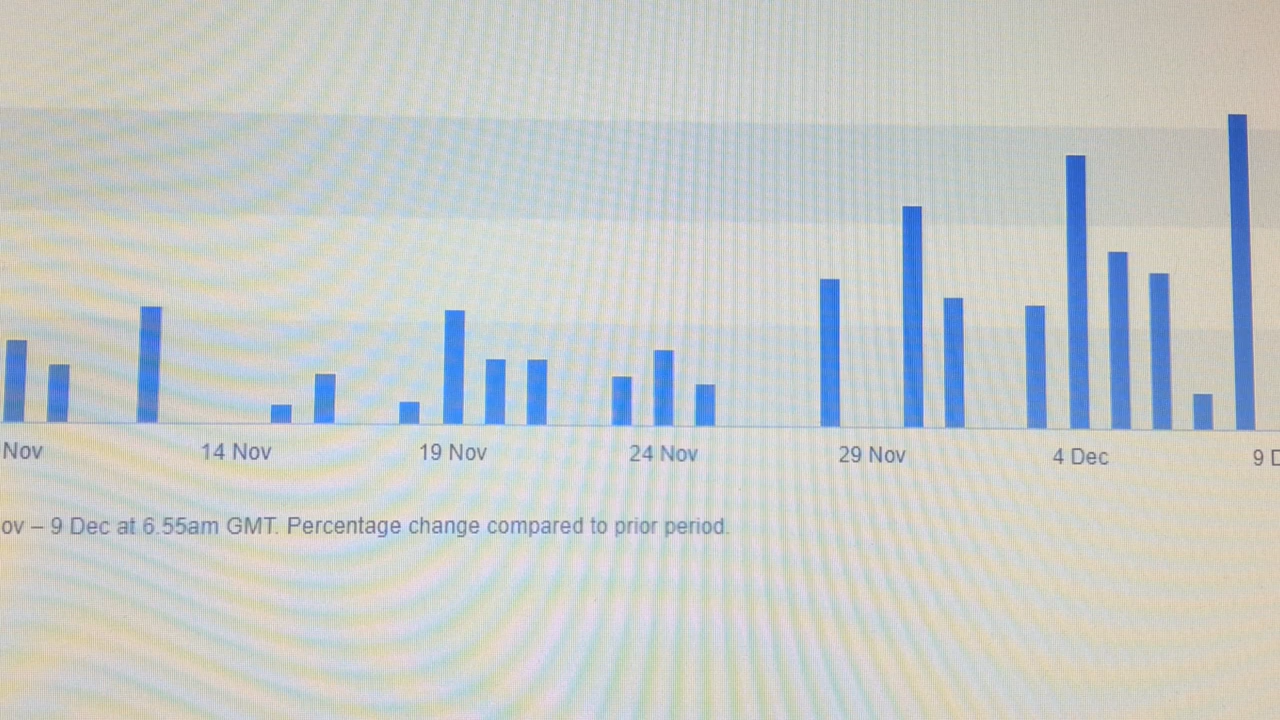 Nov 14 Nov 19 Nov 24 Nov 29 Nov 4 Dec 9 D
ov – 9 Dec at 6.55am GMT. Percentage change compared to prior period.